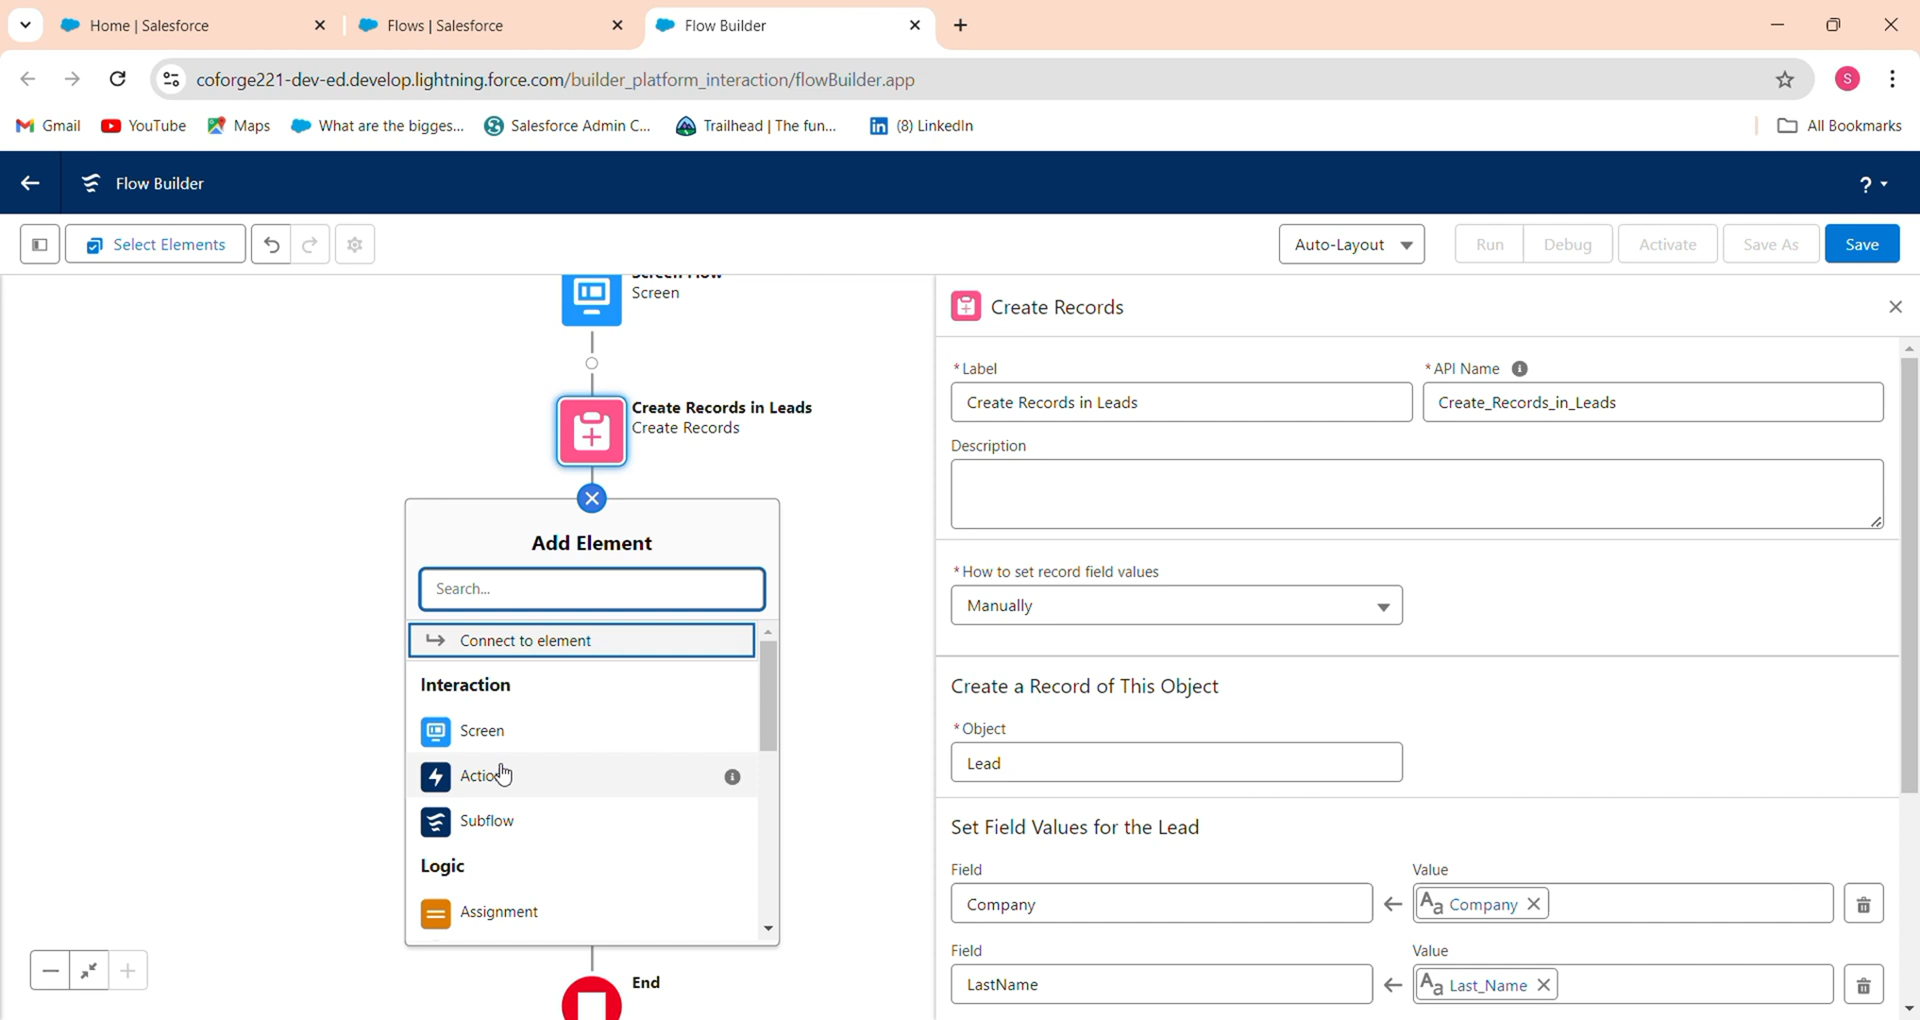 Home | Salesforce
Flows | Salesforce
Flow Builder
coforge221-dev-ed.develop.lightning.force.com/builder_platform_interaction/flowBuilder.app
S
Gmail
YouTube
Maps
What are the bigges...
Salesforce Admin C...
Trailhead | The fun...
(8) LinkedIn
All Bookmarks
Flow Builder
?
Select Elements
Auto-Layout
Run
Debug
Activate
Save As
Save
Screen Flow
Screen
Create Records in Leads
Create Records
Add Element
Search...
Connect to element
Interaction
Screen
Action
Subflow
Logic
Assignment
End
Create Records
* Label
* API Name
Create Records in Leads
Create_Records_in_Leads
Description
* How to set record field values
Manually
Create a Record of This Object
* Object
Lead
Set Field Values for the Lead
Field
Value
Company
Aa Company
Field
Value
LastName
Aa Last_Name